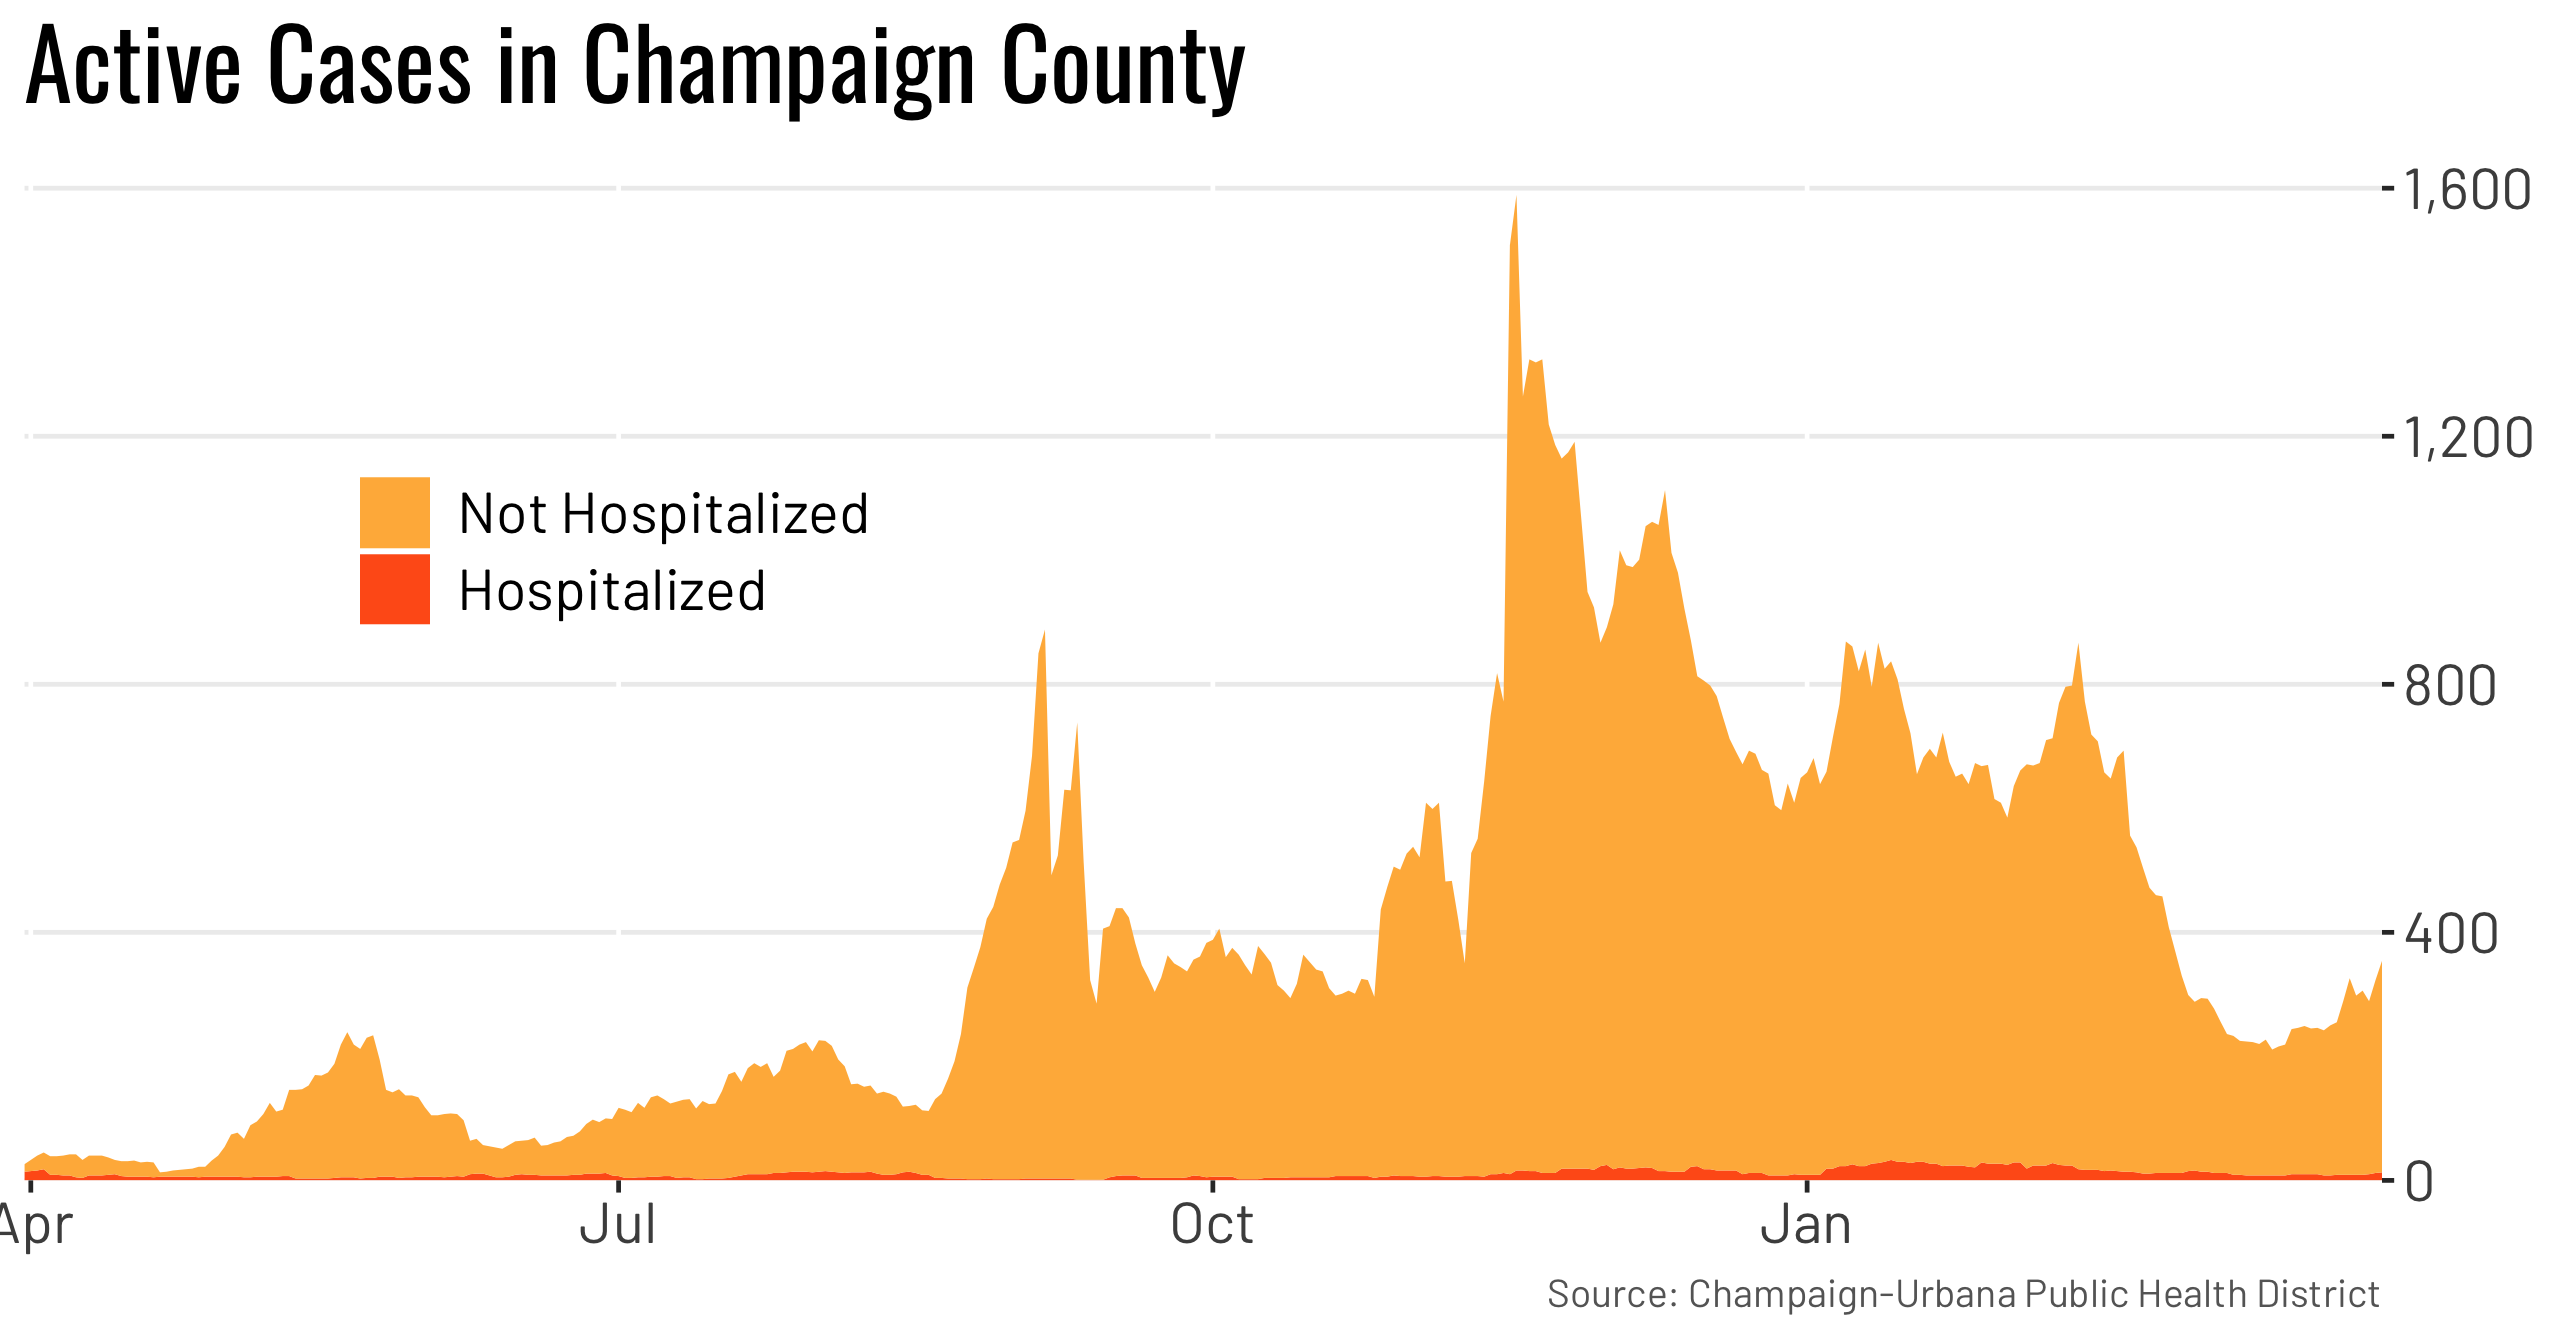 Active Cases in Champaign County
1,600
1,200
Not Hospitalized
Hospitalized
800
400
0
Apr Jul Oct Jan
Source: Champaign-Urbana Public Health District